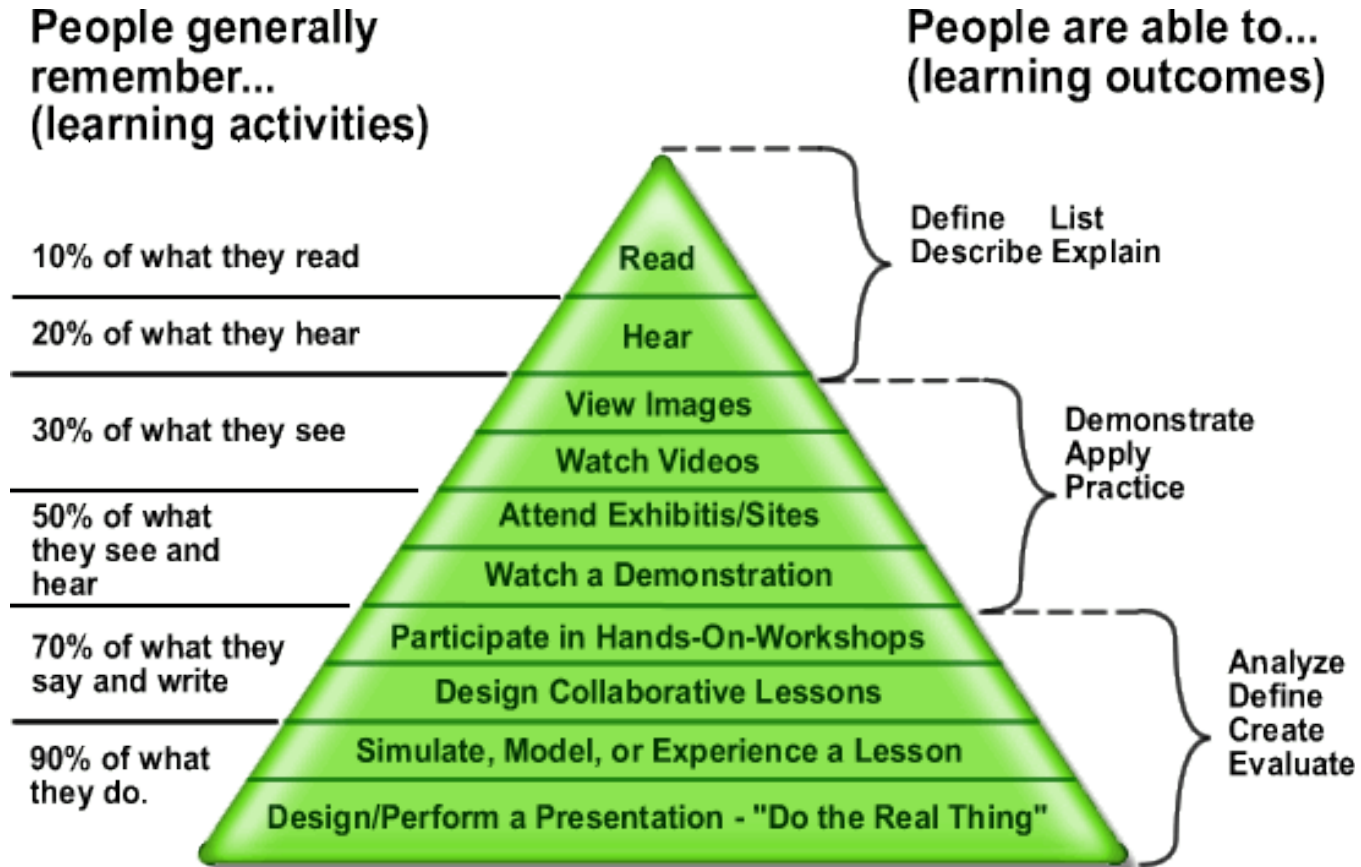 People generally
remember...
(learning activities)
People are able to...
(learning outcomes)
10% of what they read
20% of what they hear
30% of what they see
50% of what
they see and
hear
70% of what they
say and write
90% of what
they do.
Read
Hear
View Images
Watch Videos
Attend Exhibitis/Sites
Watch a Demonstration
Participate in Hands-On-Workshops
Design Collaborative Lessons
Simulate, Model, or Experience a Lesson
Design/Perform a Presentation - "Do the Real Thing"
Define List
Describe Explain
Demonstrate
Apply
Practice
Analyze
Define
Create
Evaluate